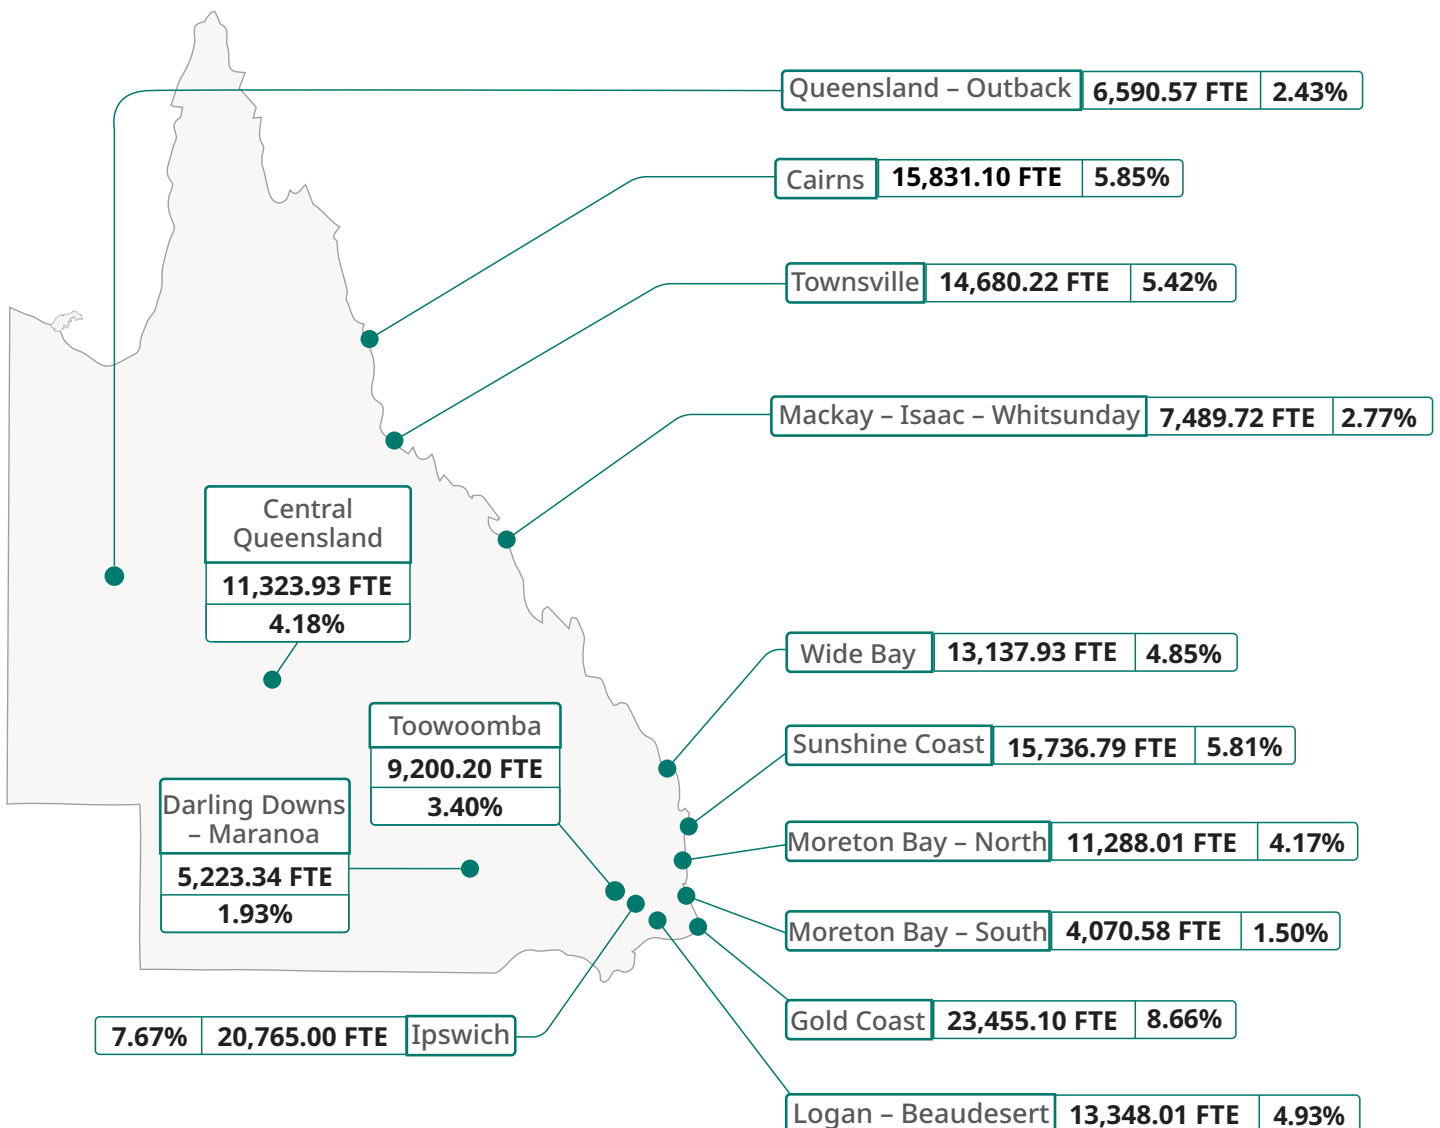 Queensland – Outback 6,590.57 FTE 2.43%
Cairns 15,831.10 FTE 5.85%
Townsville 14,680.22 FTE 5.42%
Mackay – Isaac – Whitsunday 7,489.72 FTE 2.77%
Central
Queensland
11,323.93 FTE
4.18%
Wide Bay 13,137.93 FTE 4.85%
Toowoomba
9,200.20 FTE
3.40%
Sunshine Coast 15,736.79 FTE 5.81%
Darling Downs
– Maranoa
5,223.34 FTE
1.93%
Moreton Bay – North 11,288.01 FTE 4.17%
Moreton Bay – South 4,070.58 FTE 1.50%
Gold Coast 23,455.10 FTE 8.66%
7.67% 20,765.00 FTE Ipswich
Logan – Beaudesert 13,348.01 FTE 4.93%